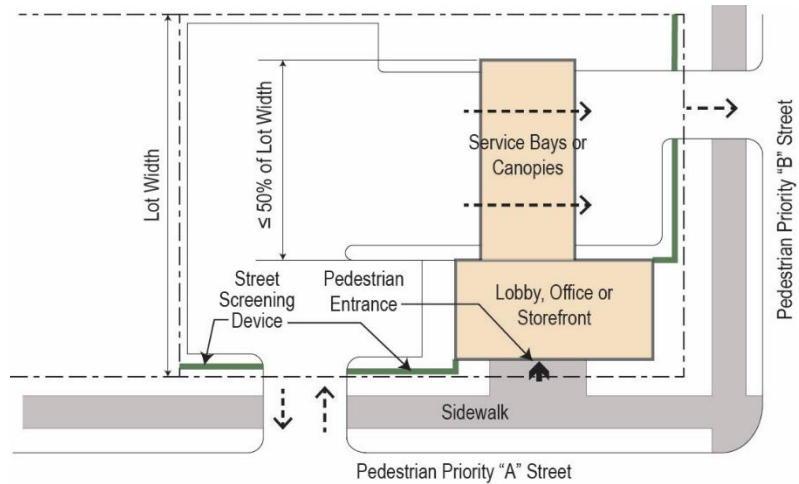 Lot Width
≤ 50% of Lot Width
Service Bays or
Canopies
Pedestrian Priority “B” Street
Street
Screening
Device
Pedestrian
Entrance
Lobby, Office or
Storefront
Sidewalk
Pedestrian Priority “A” Street